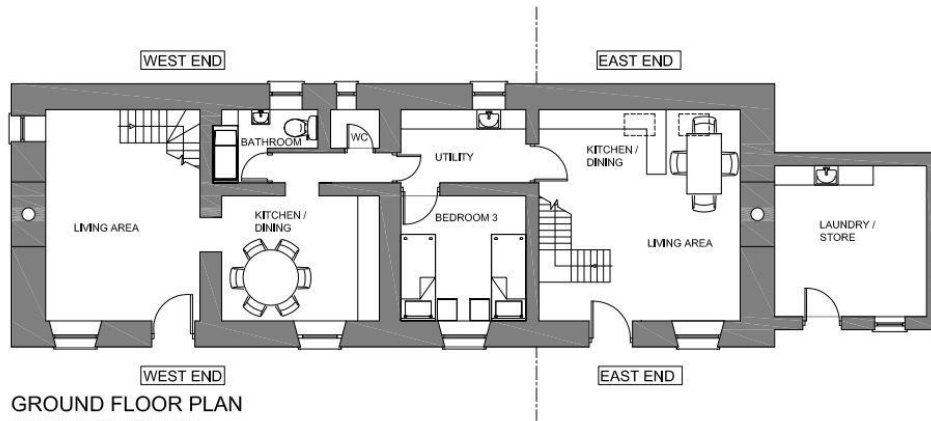 WEST END
EAST END
BATHROOM
WC
UTILITY
KITCHEN /
DINING
KITCHEN /
DINING
BEDROOM 3
LIVING AREA
LIVING AREA
LAUNDRY /
STORE
WEST END
EAST END
GROUND FLOOR PLAN